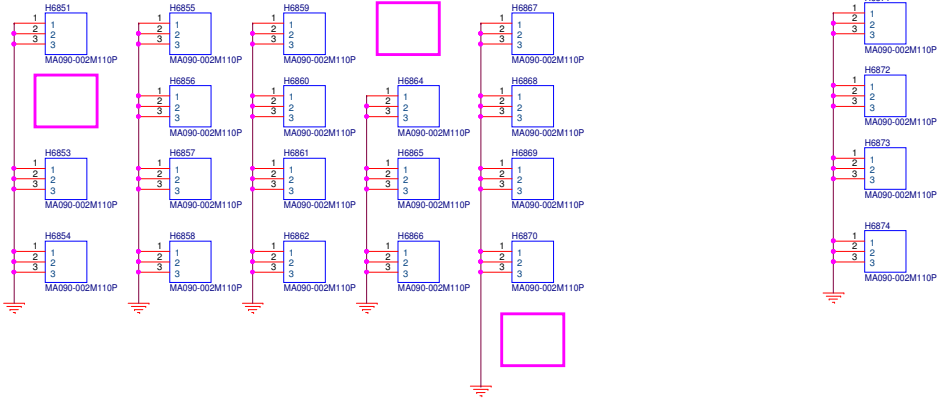 H6851
1 1
2 2
3 3
MA090-002M110P
H6853
1 1
2 2
3 3
MA090-002M110P
H6854
1 1
2 2
3 3
MA090-002M110P
H6855
1 1
2 2
3 3
MA090-002M110P
H6856
1 1
2 2
3 3
MA090-002M110P
H6857
1 1
2 2
3 3
MA090-002M110P
H6858
1 1
2 2
3 3
MA090-002M110P
H6859
1 1
2 2
3 3
MA090-002M110P
H6860
1 1
2 2
3 3
MA090-002M110P
H6861
1 1
2 2
3 3
MA090-002M110P
H6862
1 1
2 2
3 3
MA090-002M110P
H6864
1 1
2 2
3 3
MA090-002M110P
H6865
1 1
2 2
3 3
MA090-002M110P
H6866
1 1
2 2
3 3
MA090-002M110P
H6867
1 1
2 2
3 3
MA090-002M110P
H6868
1 1
2 2
3 3
MA090-002M110P
H6869
1 1
2 2
3 3
MA090-002M110P
H6870
1 1
2 2
3 3
MA090-002M110P
1 1
2 2
3 3
MA090-002M110P
H6872
1 1
2 2
3 3
MA090-002M110P
H6873
1 1
2 2
3 3
MA090-002M110P
H6874
1 1
2 2
3 3
MA090-002M110P